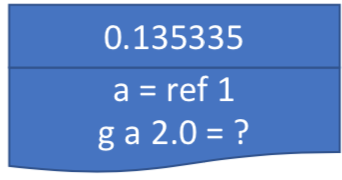 0.135335
a = ref 1
g a 2.0 = ?